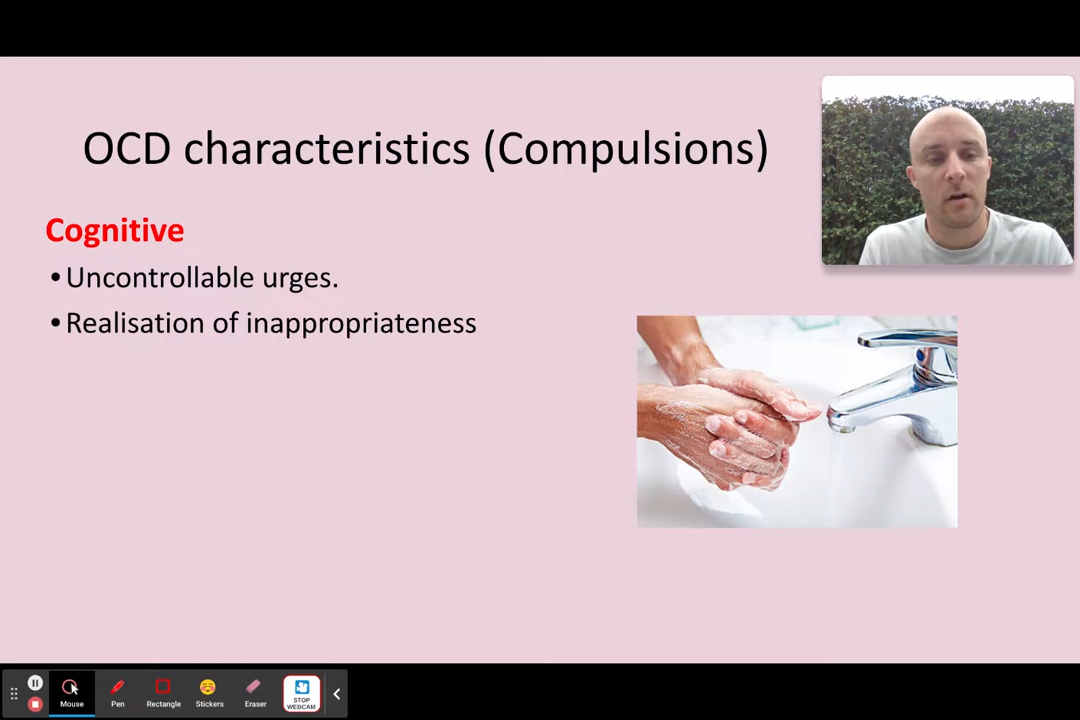 OCD characteristics (Compulsions)
Cognitive
•Uncontrollable urges.
•Realisation of inappropriateness
Mouse
Pen
Rectangle
Stickers
Eraser
STOP
WEBCAM